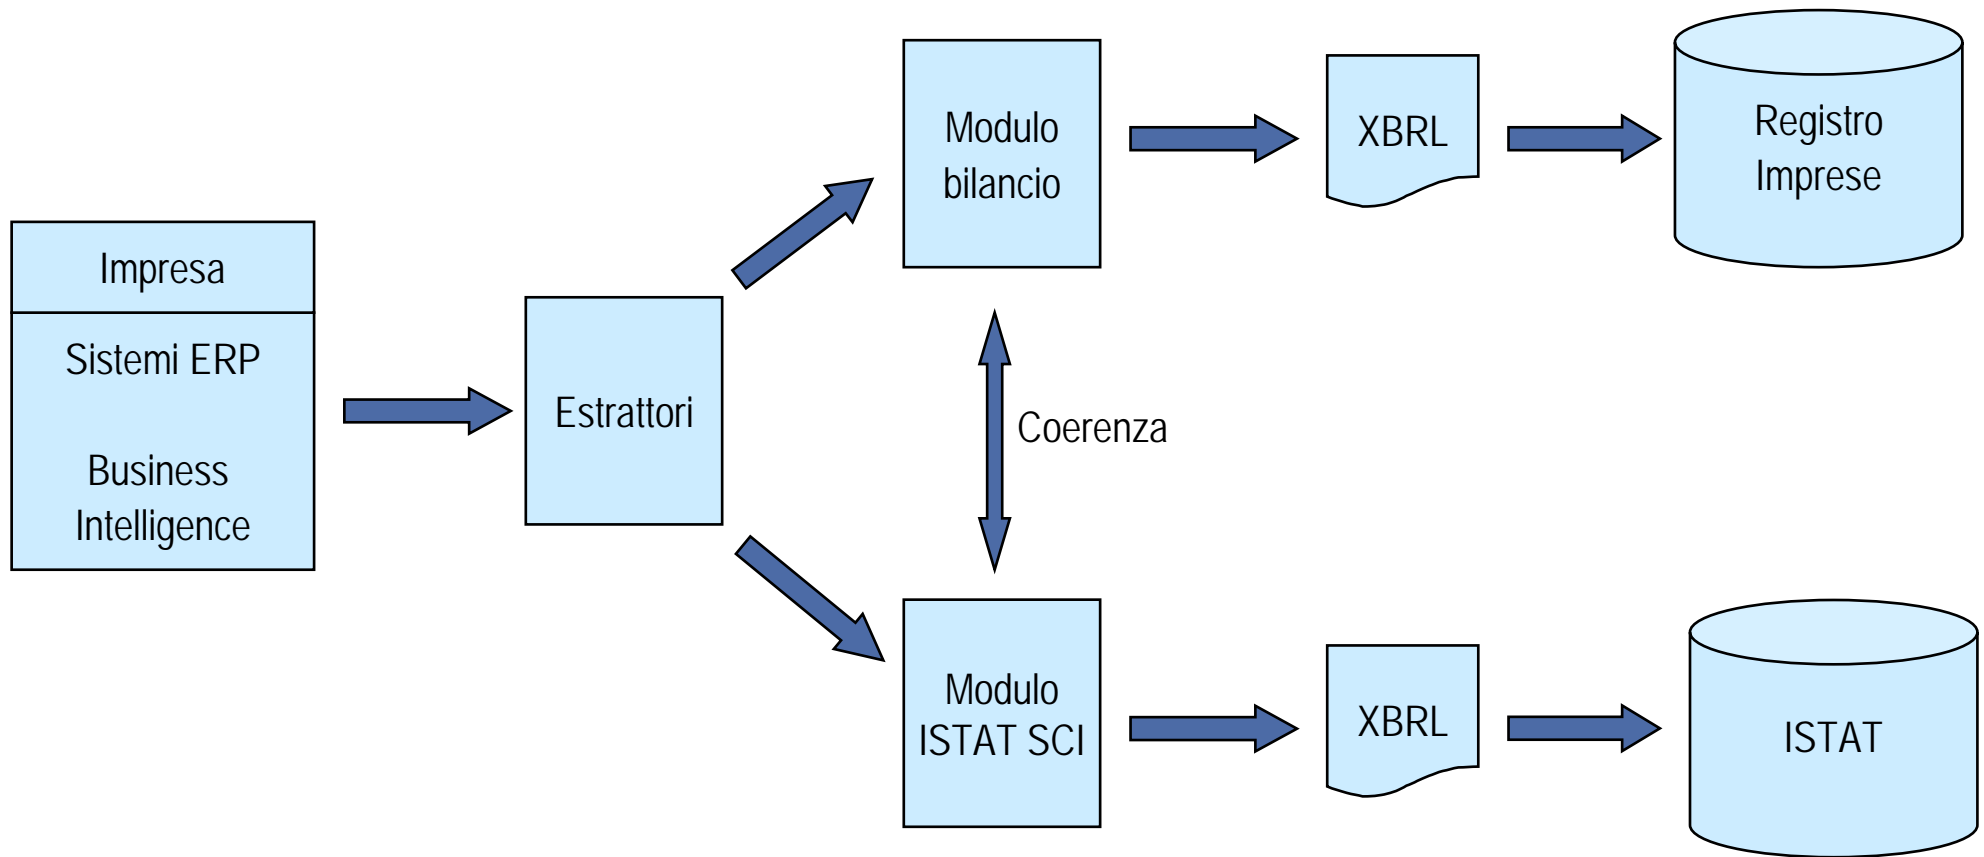 Impresa
Sistemi ERP
Business
Intelligence
Estrattori
Modulo
bilancio
XBRL
Registro
Imprese
Coerenza
Modulo
ISTAT SCI
XBRL
ISTAT